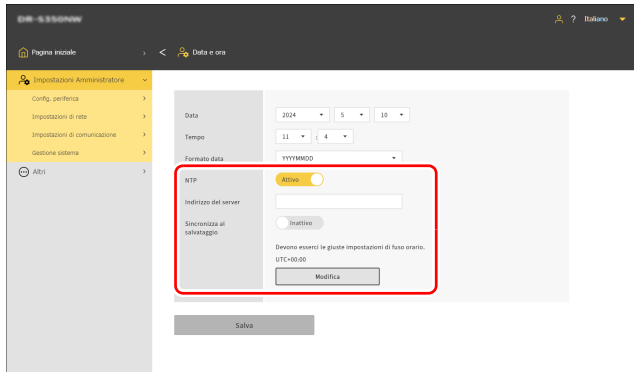 DR-S350NW
? Italiano
Pagina iniziale
Data e ora
Impostazioni Amministratore
Config. periferica
Impostazioni di rete
Impostazioni di comunicazione
Gestione sistema
Altri
Data 2024 5 10
Tempo 11 : 4
Formato data YYYYMMDD
NTP Attivo
Indirizzo del server
Sincronizza al
salvataggio
Inattivo
Devono esserci le giuste impostazioni di fuso orario.
UTC+00:00
Modifica
Salva